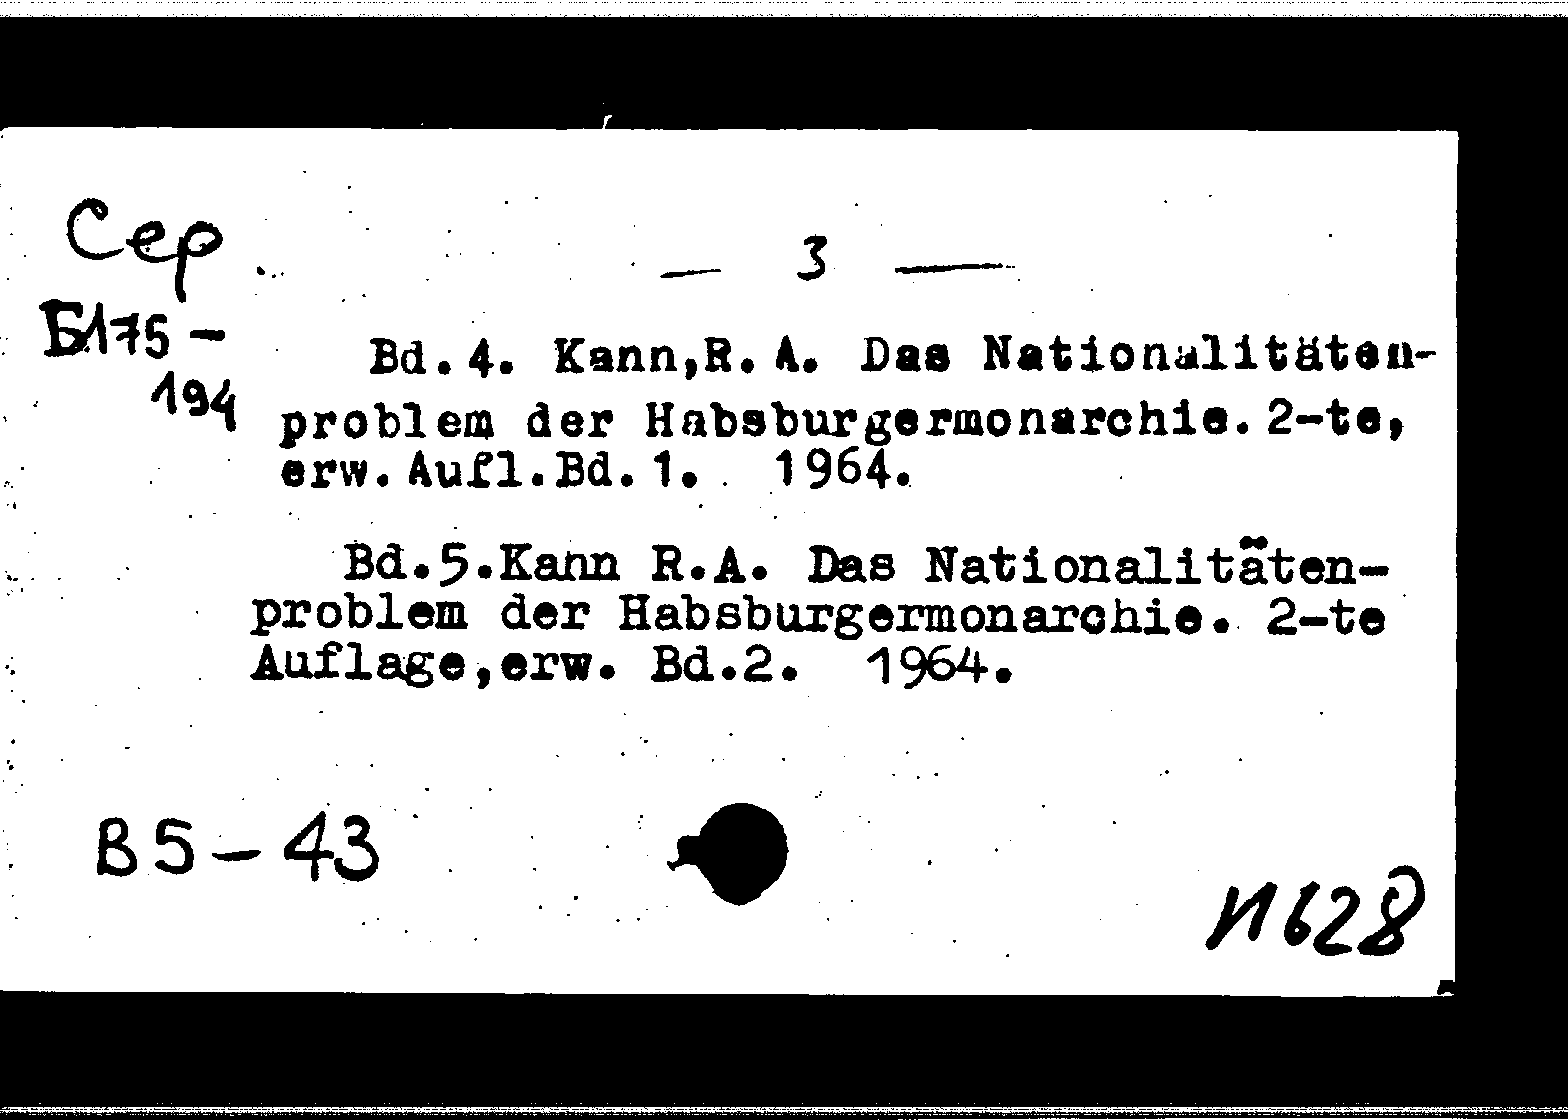 Сер
— 3 —
Б175-
194
Bd.4. Kann,R.A. Das Nationalitäten-
problem der Habsburgermonarchie. 2-te,
erw.Aufl.Bd.1. 1964.
Bd.5.Kann R.A. Das Nationalitäten-
problem der Habsburgermonarchie. 2-te
Auflage,erw. Bd.2. 1964.
B5-43
И628